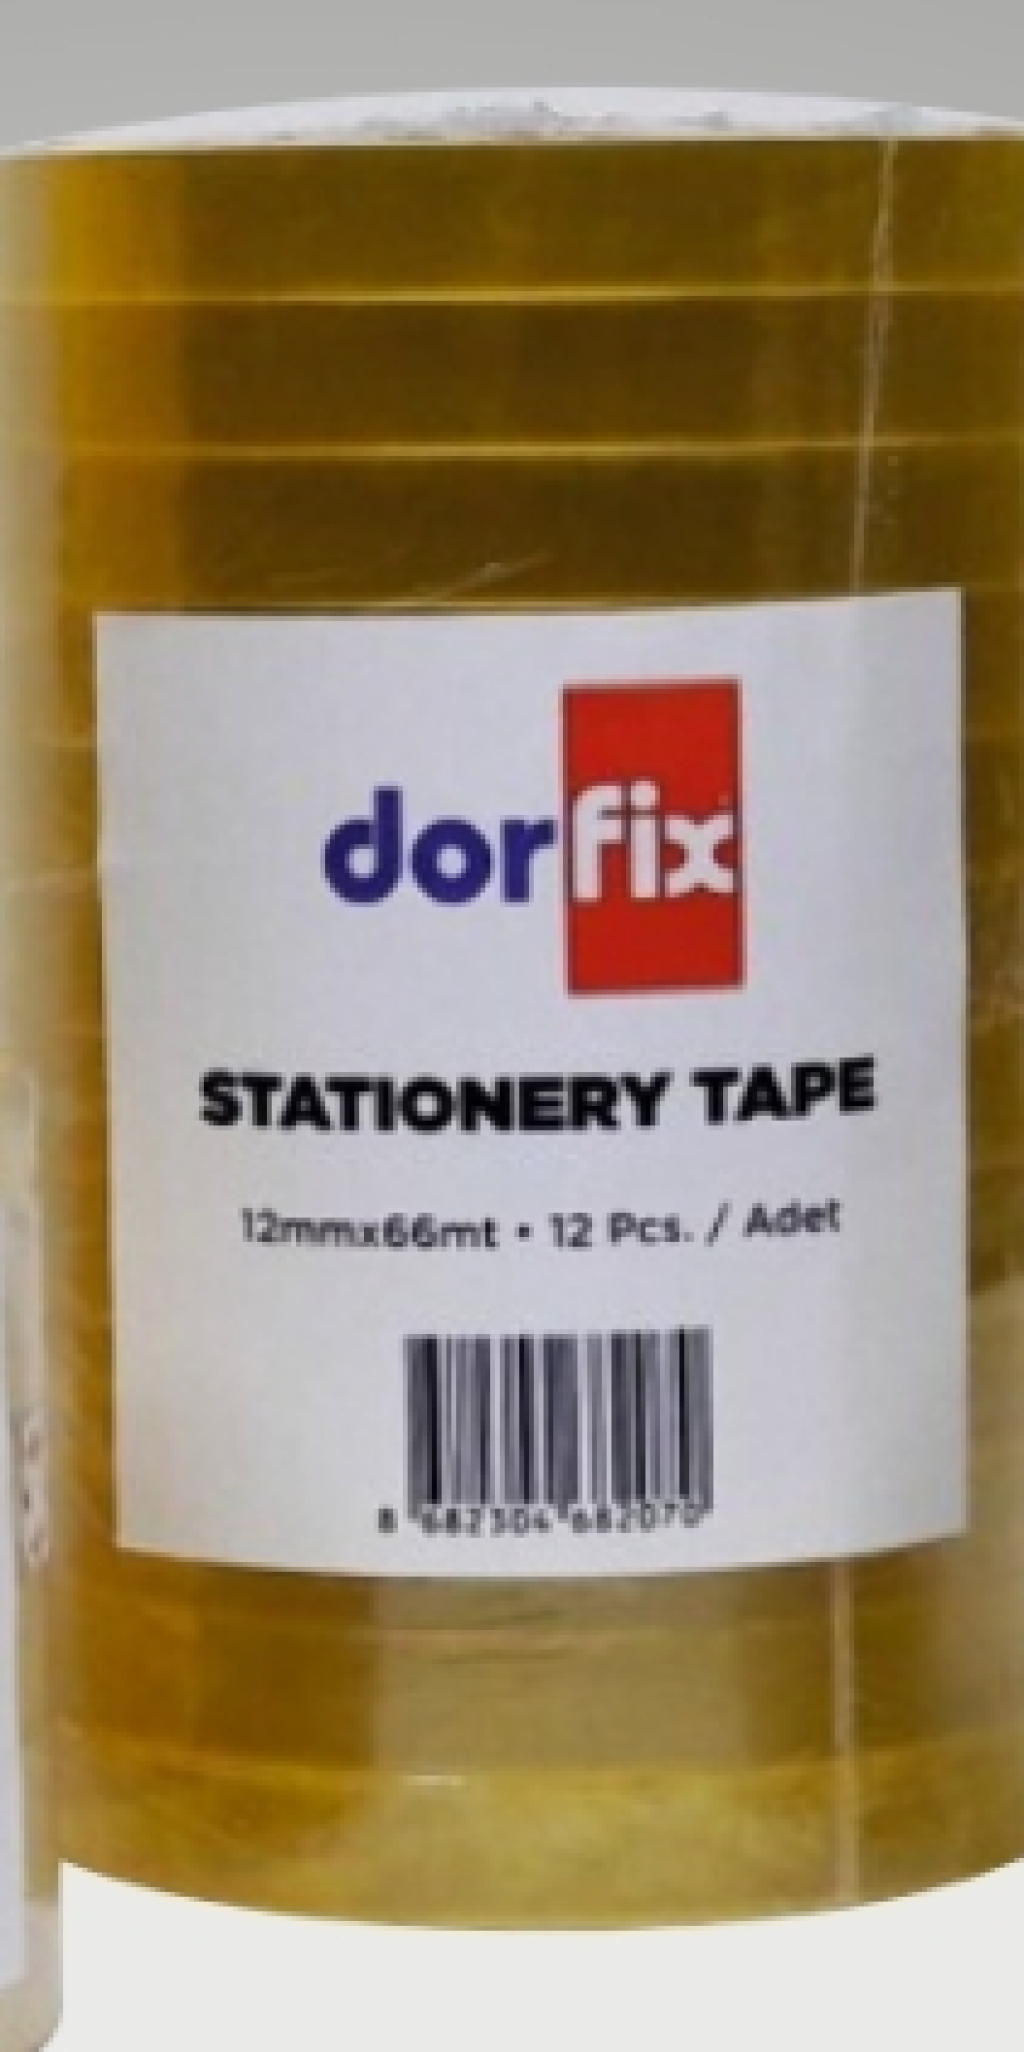 dorfix
STATIONERY TAPE
12mmx66mt • 12 Pcs. / Adet
8 682304 682070